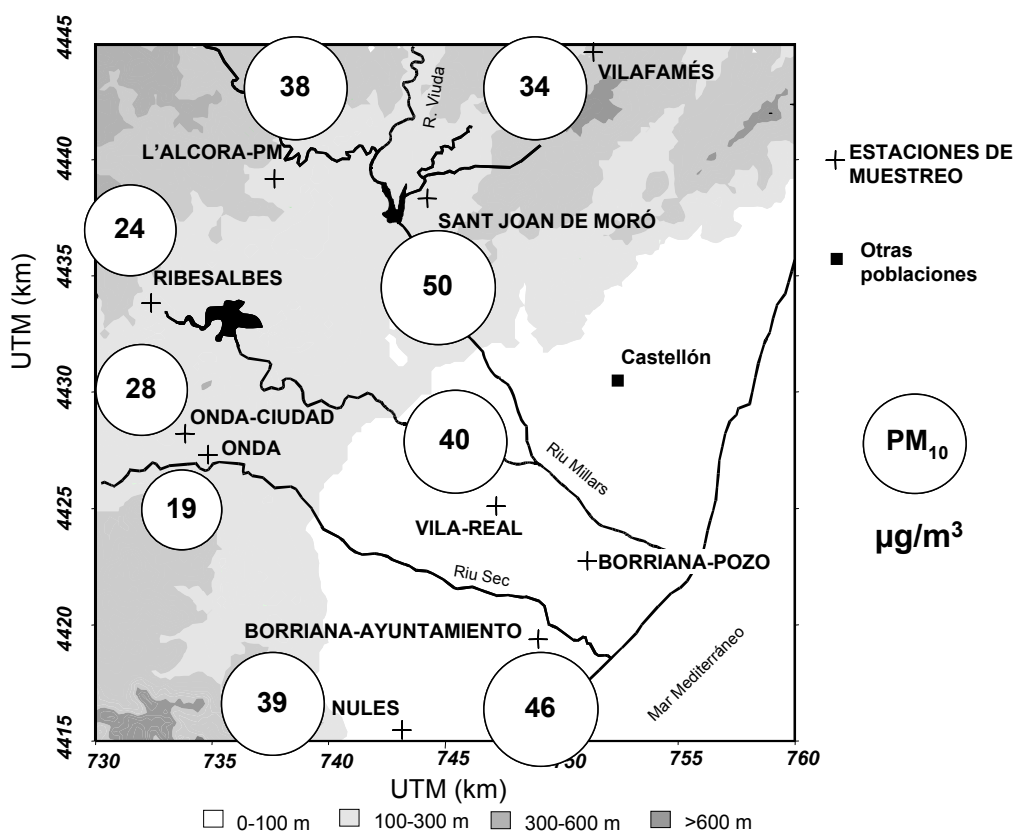 UTM (km)
4445
4440
4435
4430
4425
4420
4415
38
34
VILAFAMÉS
R. Viuda
L'ALCORA-PM
SANT JOAN DE MORÓ
24
RIBESALBES
50
Castellón
28
ONDA-CIUDAD
ONDA
40
Riu Millars
19
VILA-REAL
BORRIANA-POZO
Riu Sec
BORRIANA-AYUNTAMIENTO
Mar Mediterráneo
39
NULES
46
730
735
740
745
750
755
760
UTM (km)
0-100 m
100-300 m
300-600 m
>600 m
ESTACIONES DE
MUESTREO
Otras
poblaciones
PM10
µg/m³